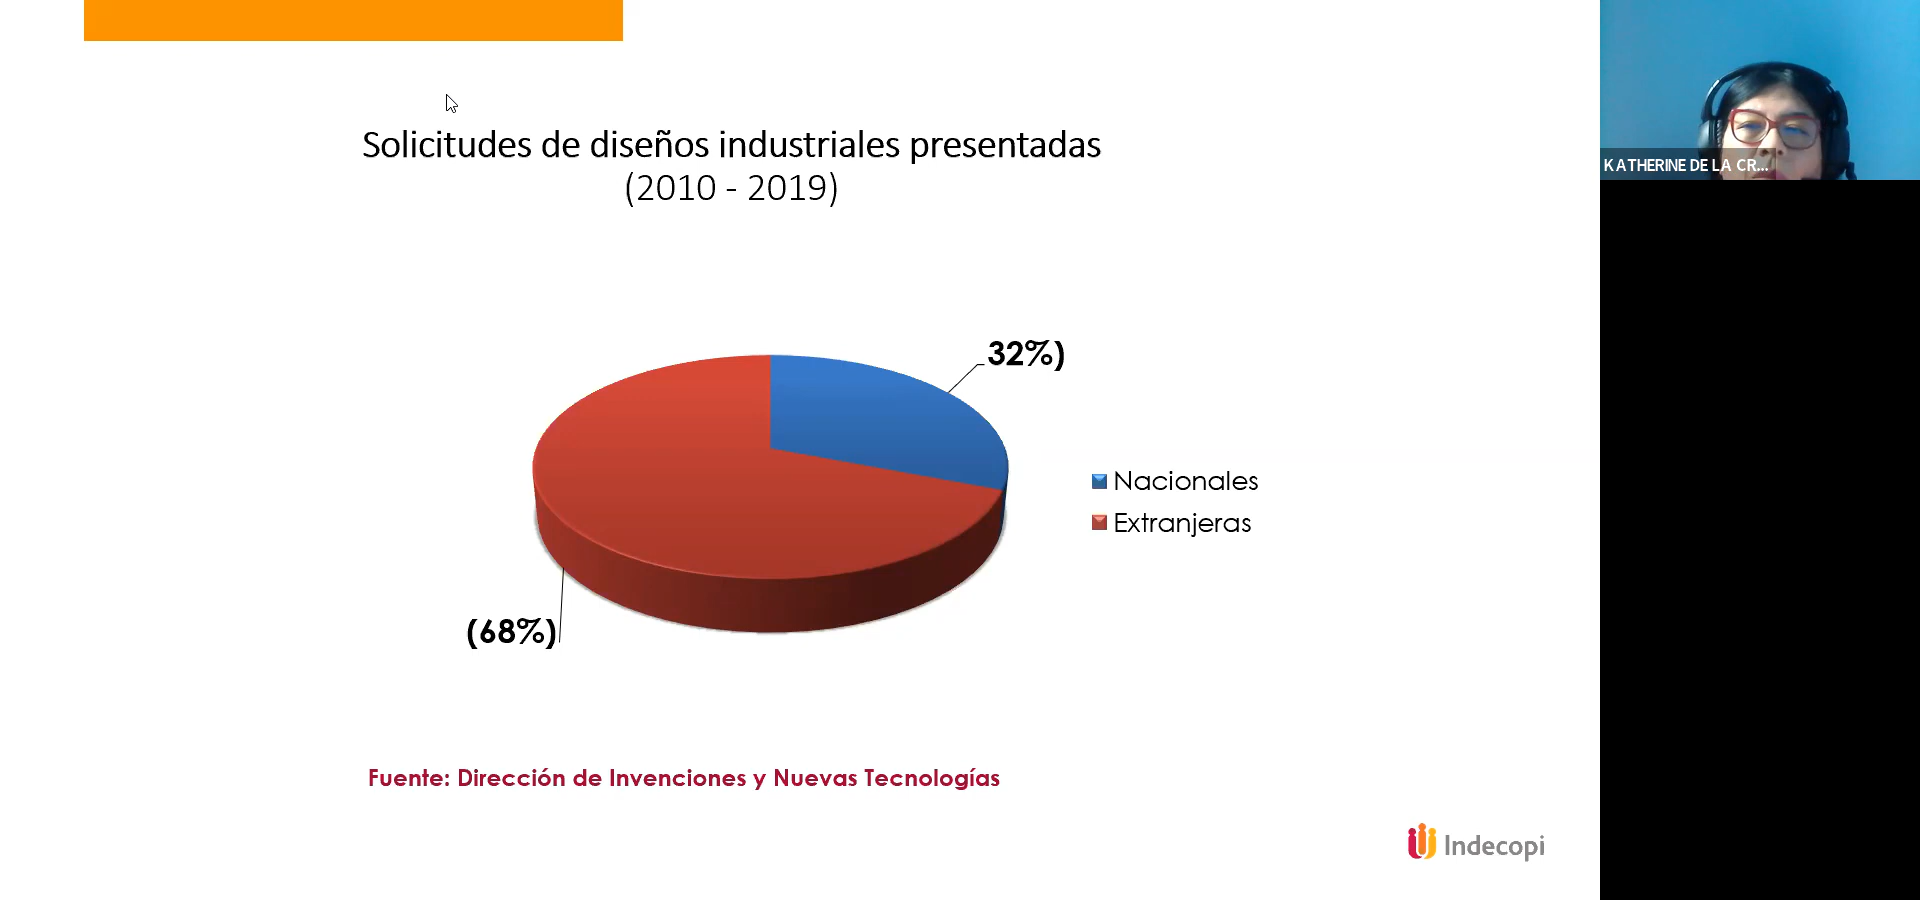 Solicitudes de diseños industriales presentadas
(2010 - 2019)
32%)
Nacionales
Extranjeras
(68%)
Fuente: Dirección de Invenciones y Nuevas Tecnologías
Indecopi
KATHERINE DE LA CR...